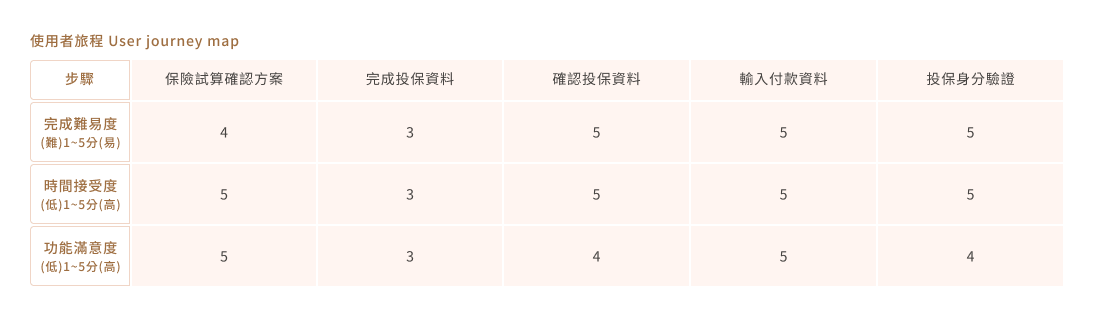 使用者旅程 User journey map
步驟 保險試算確認方案 完成投保資料 確認投保資料 輸入付款資料 投保身分驗證
完成難易度
(難)1~5分(易) 4 3 5 5 5
時間接受度
(低)1~5分(高) 5 3 5 5 5
功能滿意度
(低)1~5分(高) 5 3 4 5 4